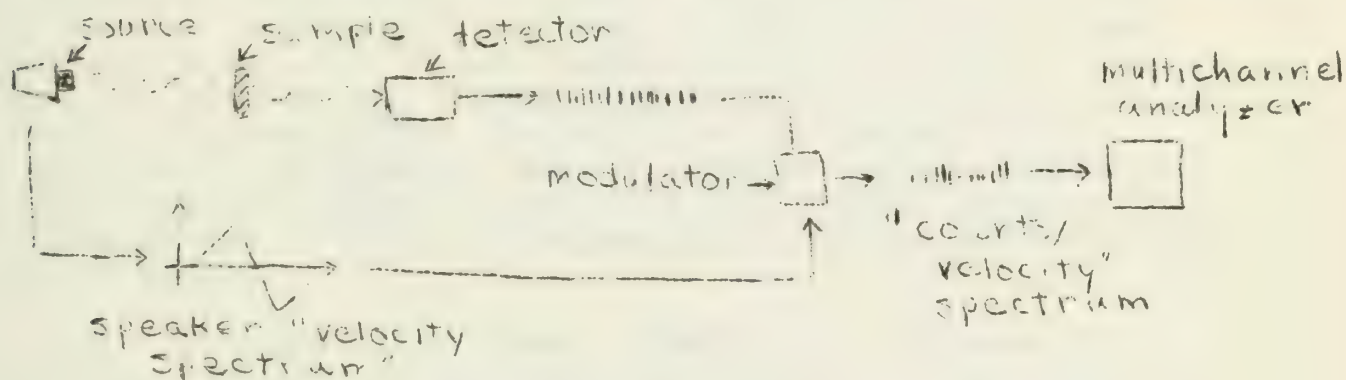 source sample detector
multichannel
analyzer
modulator
"counts/
velocity"
spectrum
speaker "velocity
spectrum"